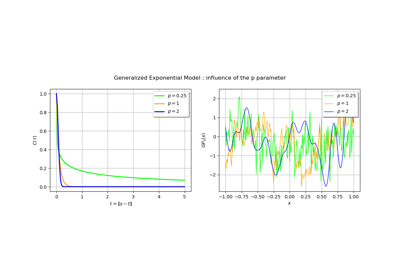 Generalized Exponential Model : influence of the p parameter
C(τ)
1.0
0.8
0.6
0.4
0.2
0.0
p = 0.25
p = 1
p = 2
0 1 2 3 4 5
τ = ||s − t||
GP_p(x)
2
1
0
−1
−2
p = 0.25
p = 1
p = 2
−1.00 −0.75 −0.50 −0.25 0.00 0.25 0.50 0.75 1.00
x